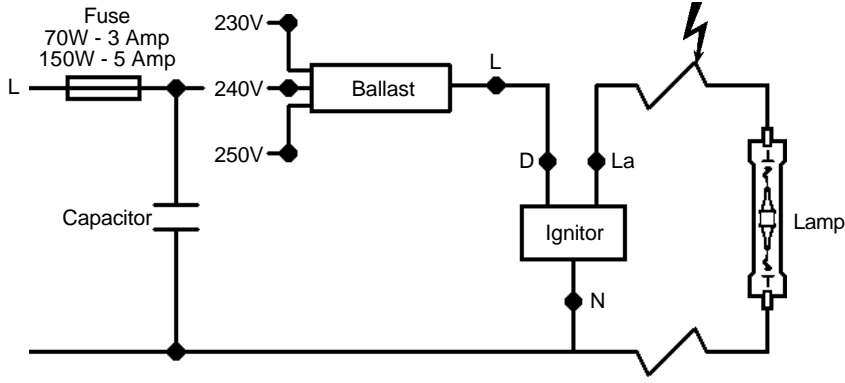 Fuse
70W - 3 Amp
150W - 5 Amp
L
230V
240V
250V
Ballast
L
D
La
Capacitor
Ignitor
Lamp
N